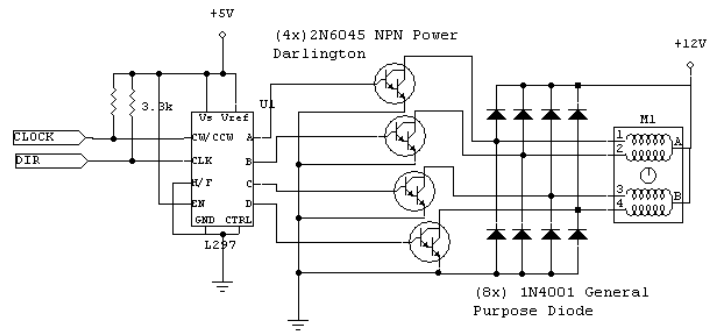 +5V
(4x)2N6045 NPN Power
Darlington
+12V
U1
3.3k
Vs Vref
M1
CLOCK
CW/CCW A
1
A
2
DIR
CLK B
H/F C
3
B
EN D
4
GND CTRL
L297
(8x) 1N4001 General
Purpose Diode